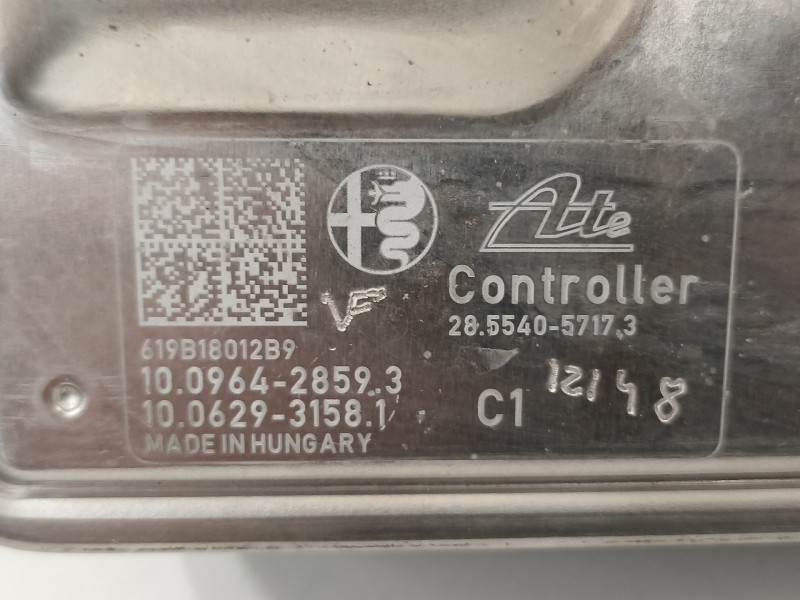 Ate
Controller
28.5540-5717.3
VF
619B18012B9
10.0964-2859.3
10.0629-3158.1
C1
12148
MADE IN HUNGARY